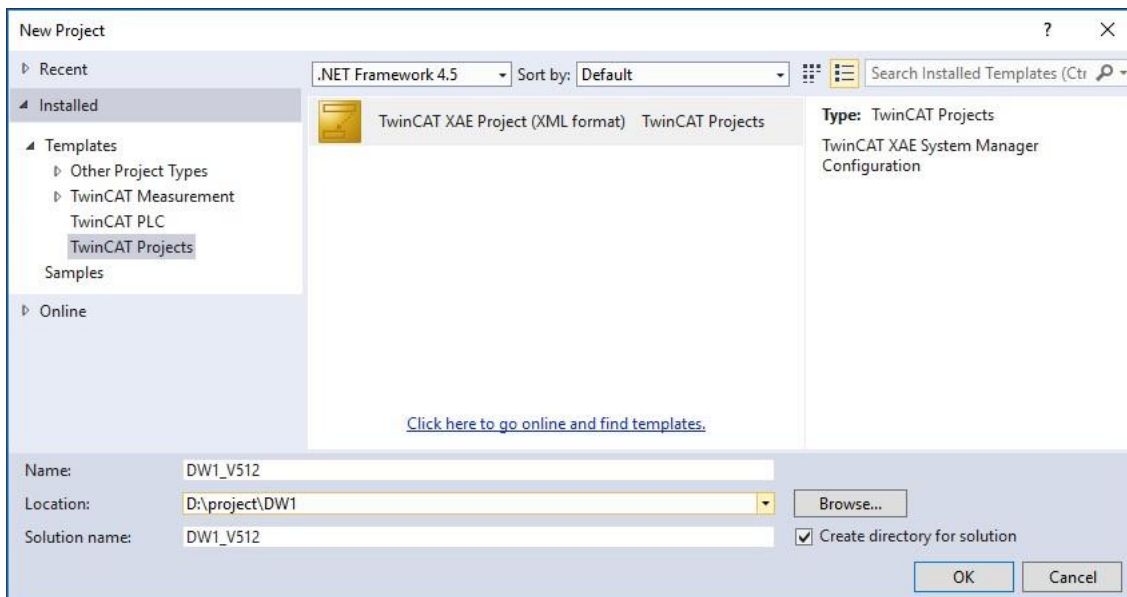 New Project
?
Recent
Installed
Templates
Other Project Types
TwinCAT Measurement
TwinCAT PLC
TwinCAT Projects
Samples
Online
.NET Framework 4.5
Sort by:
Default
Search Installed Templates (Ctr
TwinCAT XAE Project (XML format)
TwinCAT Projects
Type: TwinCAT Projects
TwinCAT XAE System Manager
Configuration
Click here to go online and find templates.
Name:
DW1_V512
Location:
D:\project\DW1
Browse...
Solution name:
DW1_V512
Create directory for solution
OK
Cancel